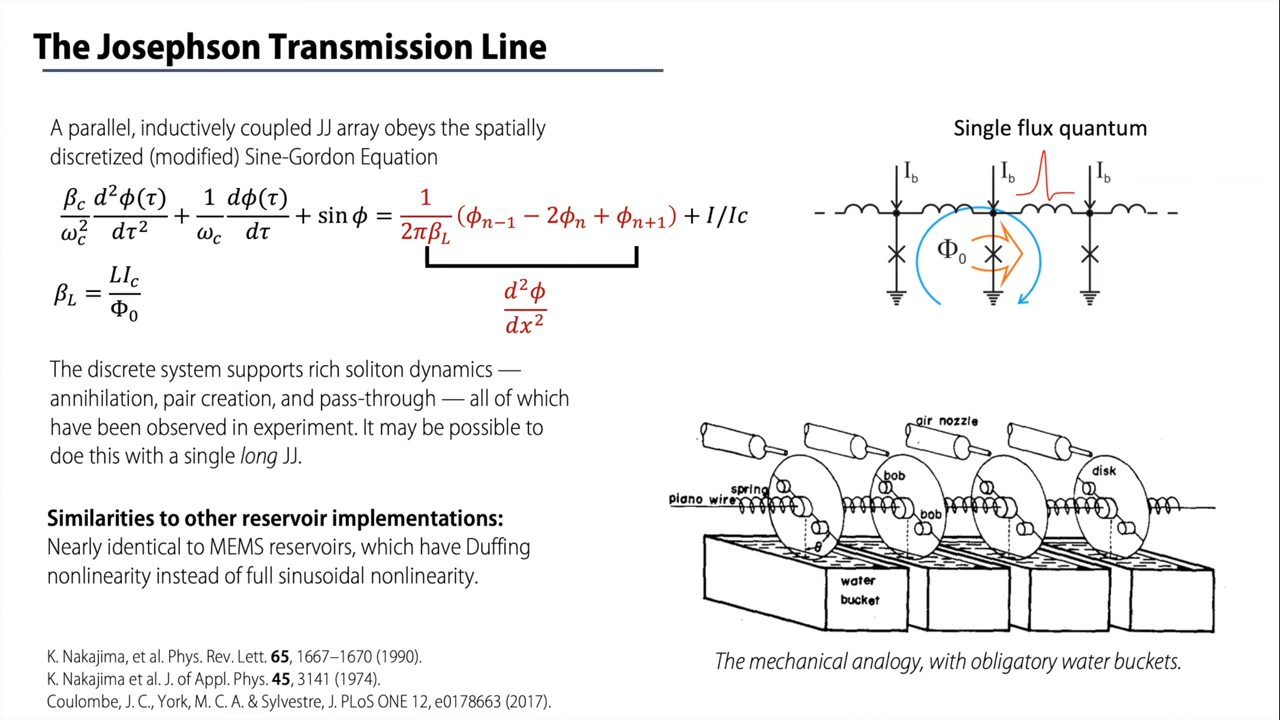 The Josephson Transmission Line
A parallel, inductively coupled JJ array obeys the spatially
discretized (modified) Sine-Gordon Equation
β_c/ω_c² d²ϕ(τ)/dτ² + 1/ω_c dϕ(τ)/dτ + sin ϕ = 1/2πβ_L (ϕ_{n−1} − 2ϕ_n + ϕ_{n+1}) + I/Ic
β_L = LI_c/Φ₀
d²ϕ/dx²
The discrete system supports rich soliton dynamics —
annihilation, pair creation, and pass-through — all of which
have been observed in experiment. It may be possible to
doe this with a single long JJ.
Similarities to other reservoir implementations:
Nearly identical to MEMS reservoirs, which have Duffing
nonlinearity instead of full sinusoidal nonlinearity.
K. Nakajima, et al. Phys. Rev. Lett. 65, 1667–1670 (1990).
K. Nakajima et al. J. of Appl. Phys. 45, 3141 (1974).
Coulombe, J. C., York, M. C. A. & Sylvestre, J. PLoS ONE 12, e0178663 (2017).
Single flux quantum
I_b
I_b
I_b
Φ₀
air nozzle
disk
bob
spring
piano wire
bob
θ
water
bucket
The mechanical analogy, with obligatory water buckets.